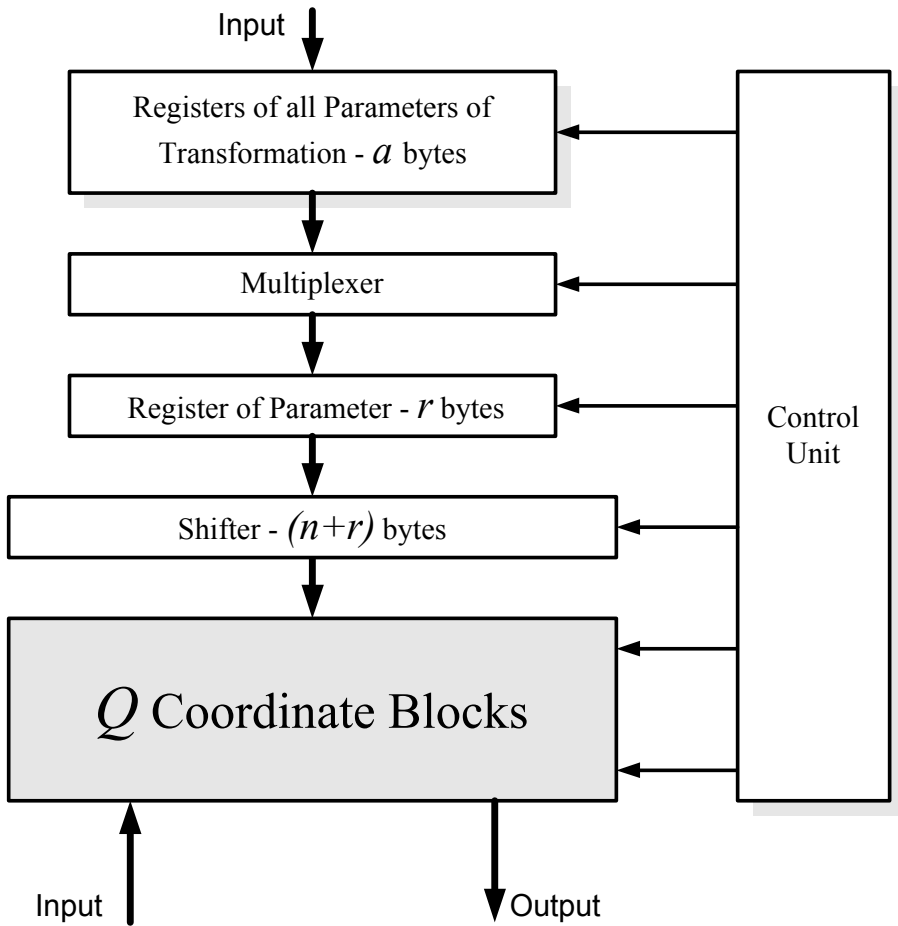 Input
Registers of all Parameters of
Transformation - a bytes
Multiplexer
Register of Parameter - r bytes
Control
Unit
Shifter - (n+r) bytes
Q Coordinate Blocks
Input
Output